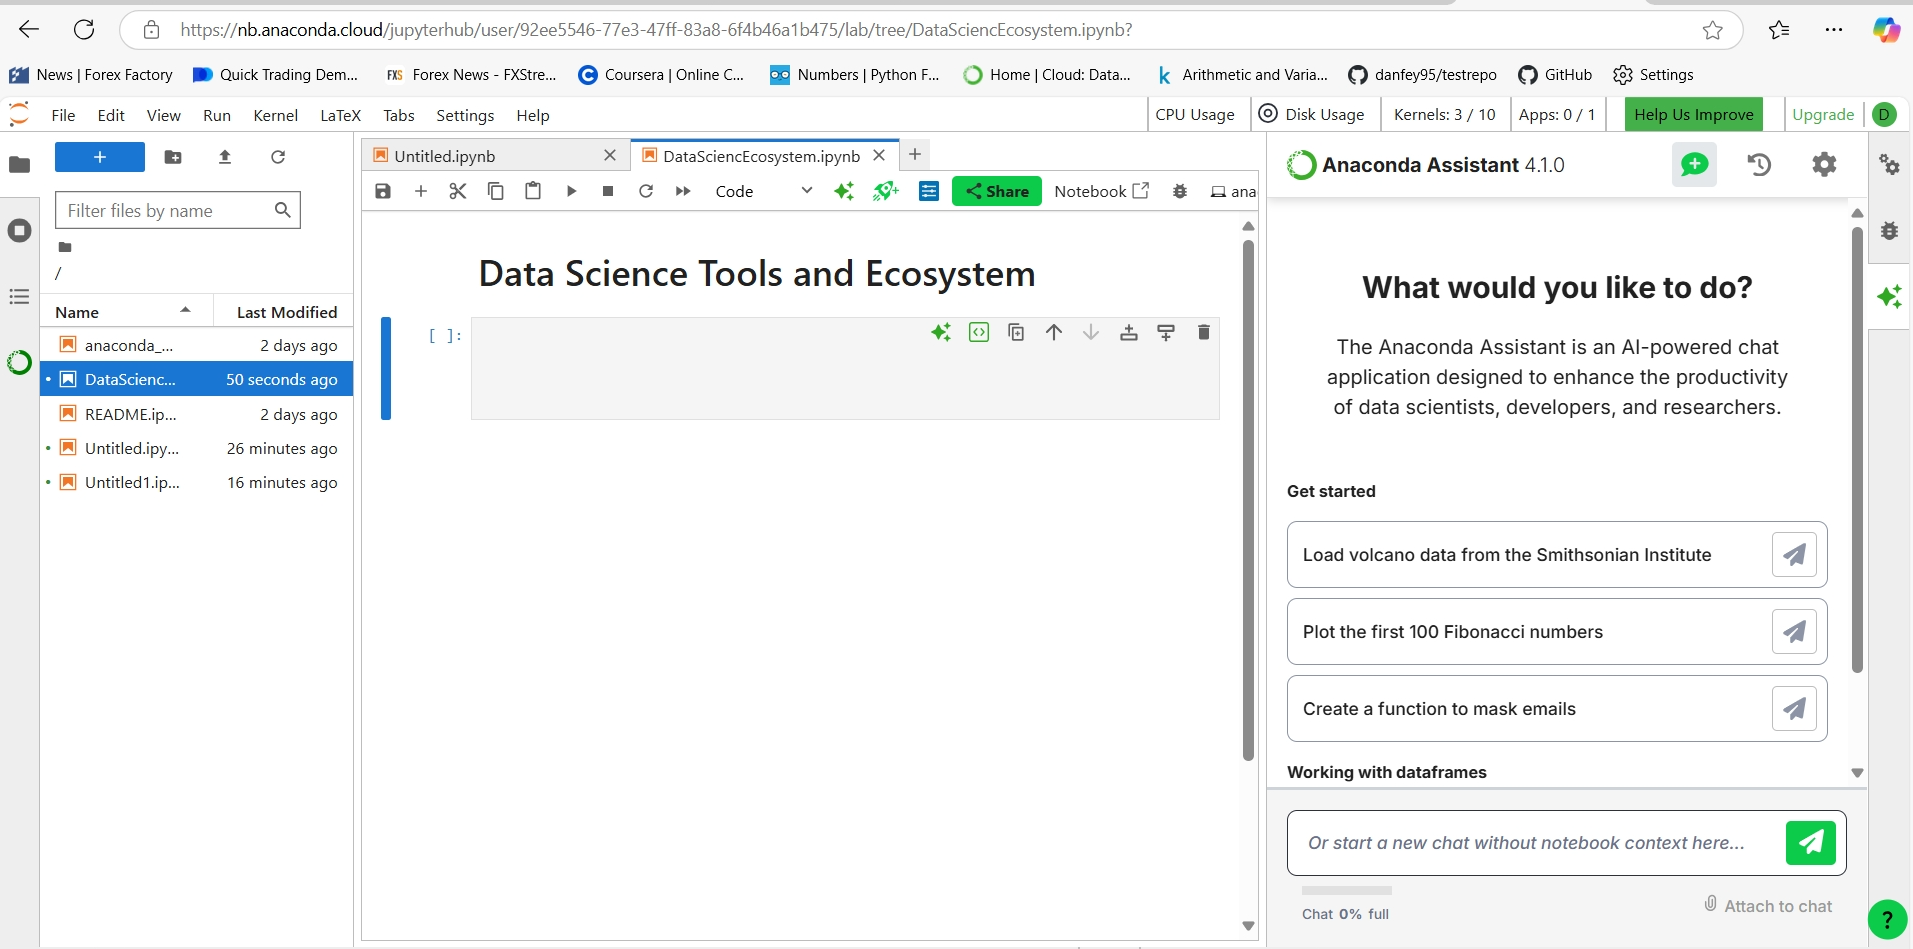 https://nb.anaconda.cloud/jupyterhub/user/92ee5546-77e3-47ff-83a8-6f4b46a1b475/lab/tree/DataSciencEcosystem.ipynb?
News | Forex Factory Quick Trading Dem... FXS Forex News - FXStre... Coursera | Online C... Numbers | Python F... Home | Cloud: Data... k Arithmetic and Varia... danfey95/testrepo GitHub Settings
File Edit View Run Kernel LaTeX Tabs Settings Help CPU Usage Disk Usage Kernels: 3 / 10 Apps: 0 / 1 Help Us Improve Upgrade D
Untitled.ipynb DataSciencEcosystem.ipynb
Anaconda Assistant 4.1.0
Code Share Notebook ana
Filter files by name
/
Name Last Modified
anaconda_... 2 days ago
DataScienc... 50 seconds ago
README.ip... 2 days ago
Untitled.ipy... 26 minutes ago
Untitled1.ip... 16 minutes ago
Data Science Tools and Ecosystem
[ ]:
What would you like to do?
The Anaconda Assistant is an AI-powered chat
application designed to enhance the productivity
of data scientists, developers, and researchers.
Get started
Load volcano data from the Smithsonian Institute
Plot the first 100 Fibonacci numbers
Create a function to mask emails
Working with dataframes
Or start a new chat without notebook context here...
Chat 0% full
Attach to chat
?